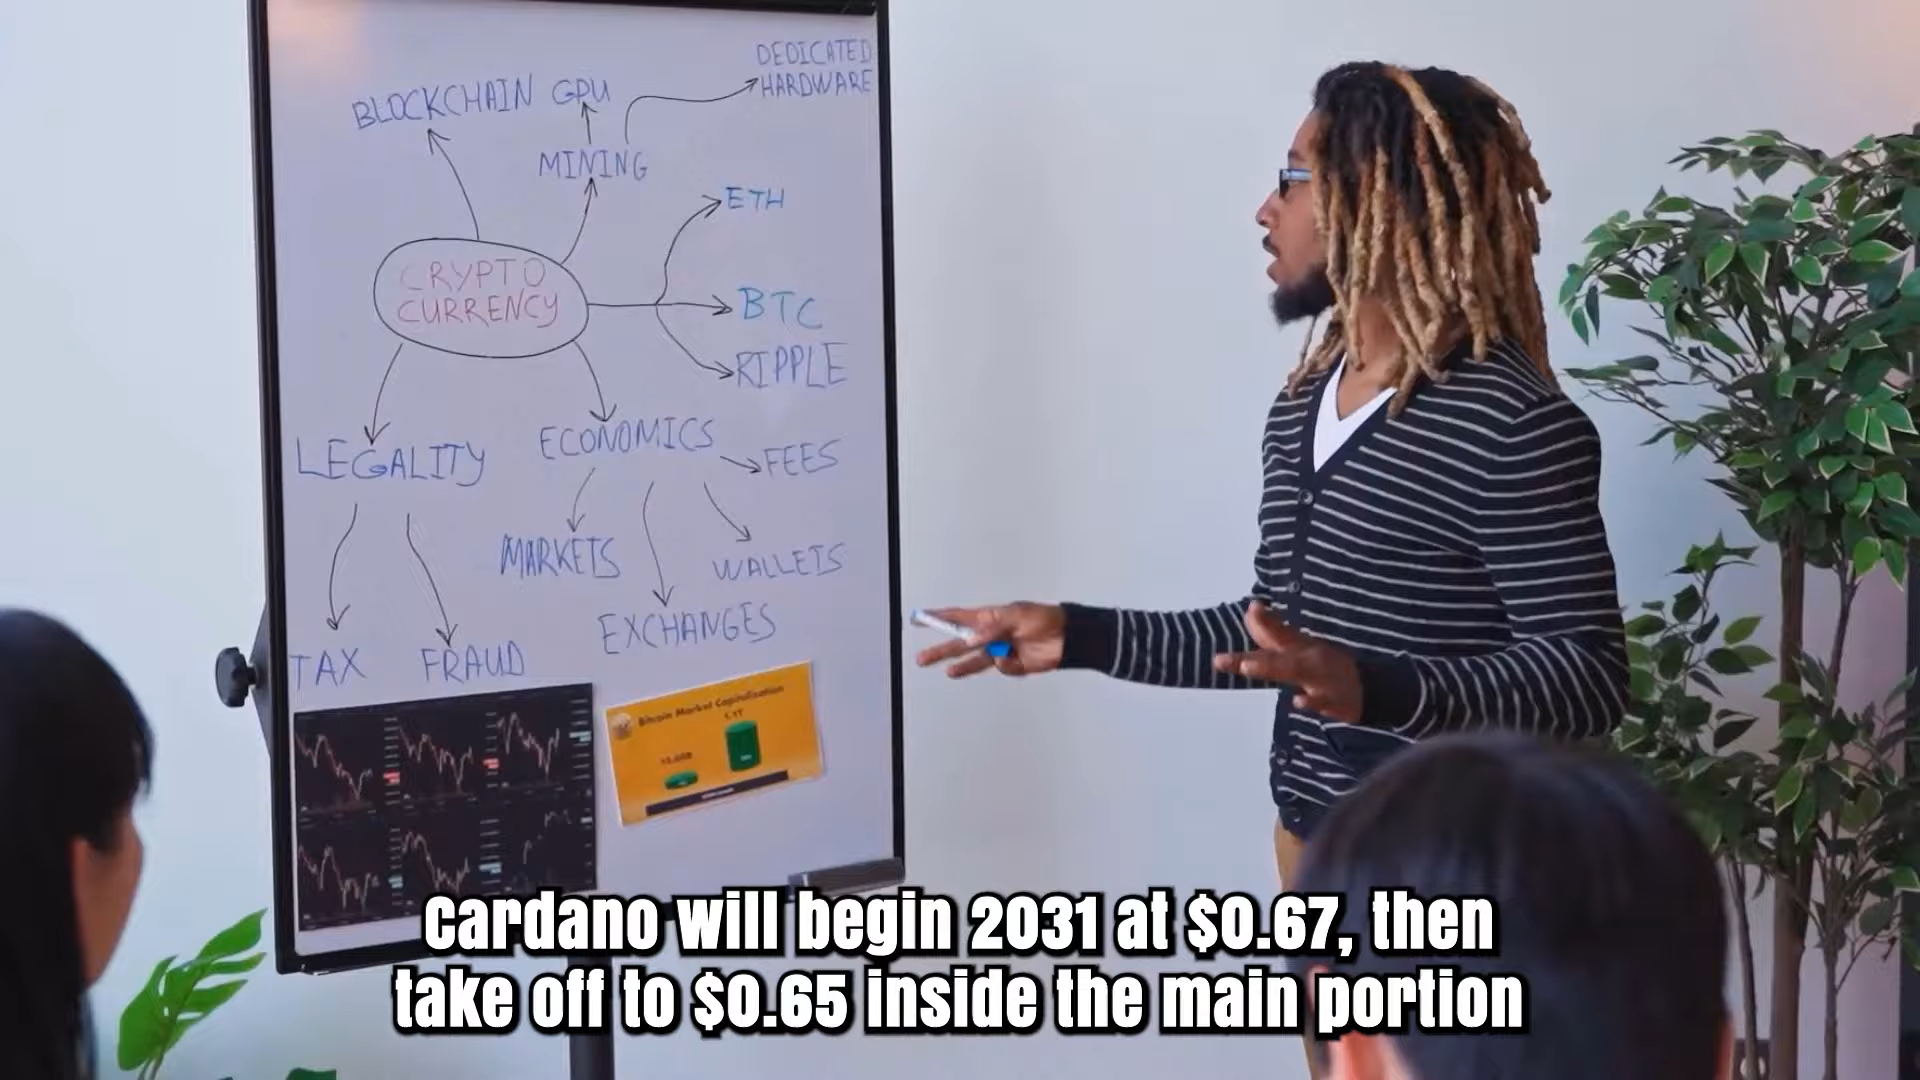 DEDICATED
HARDWARE
BLOCKCHAIN
GPU
MINING
ETH
CRYPTO
CURRENCY
BTC
RIPPLE
LEGALITY
ECONOMICS
FEES
MARKETS
WALLETS
EXCHANGES
TAX
FRAUD
Bitcoin Market Capitalization
1.1T
Cardano will begin 2031 at $0.67, then
take off to $0.65 inside the main portion